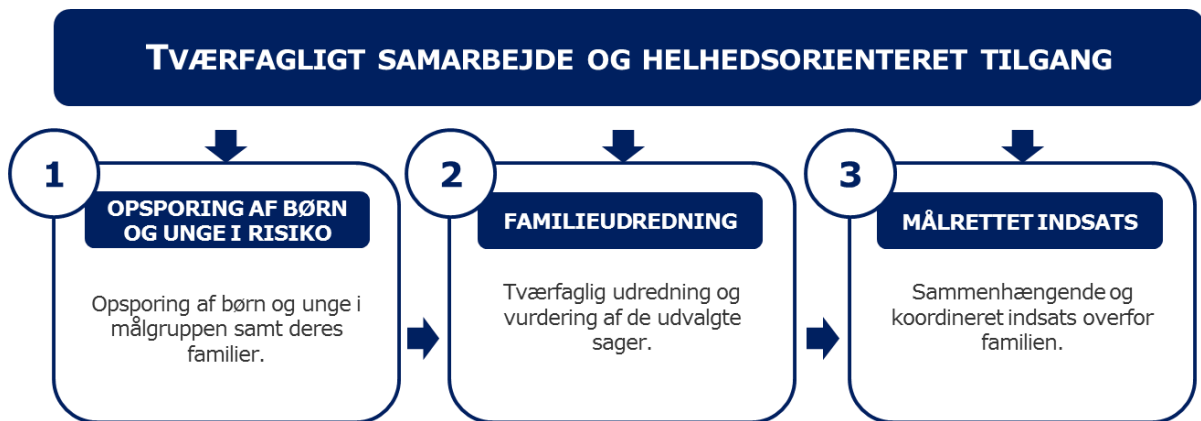 TVÆRFAGLIGT SAMARBEJDE OG HELHEDSORIENTERET TILGANG
1
OPSPORING AF BØRN
OG UNGE I RISIKO
Opsporing af børn og unge i
målgruppen samt deres
familier.
2
FAMILIEUDREDNING
Tværfaglig udredning og
vurdering af de udvalgte
sager.
3
MÅLRETTET INDSATS
Sammenhængende og
koordineret indsats overfor
familien.